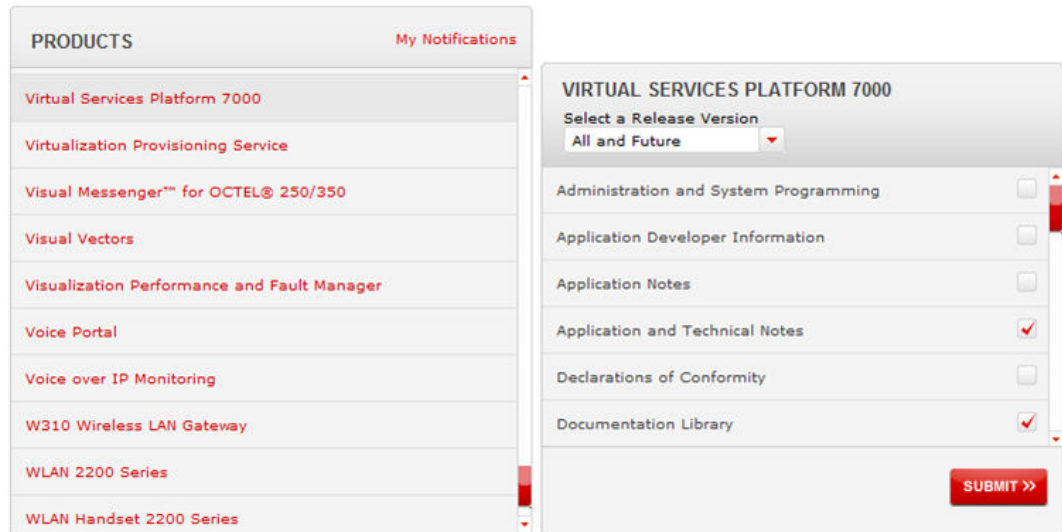 PRODUCTS
My Notifications
Virtual Services Platform 7000
Virtualization Provisioning Service
Visual Messenger™ for OCTEL® 250/350
Visual Vectors
Visualization Performance and Fault Manager
Voice Portal
Voice over IP Monitoring
W310 Wireless LAN Gateway
WLAN 2200 Series
WLAN Handset 2200 Series
VIRTUAL SERVICES PLATFORM 7000
Select a Release Version
All and Future
Administration and System Programming
Application Developer Information
Application Notes
Application and Technical Notes
Declarations of Conformity
Documentation Library
SUBMIT >>